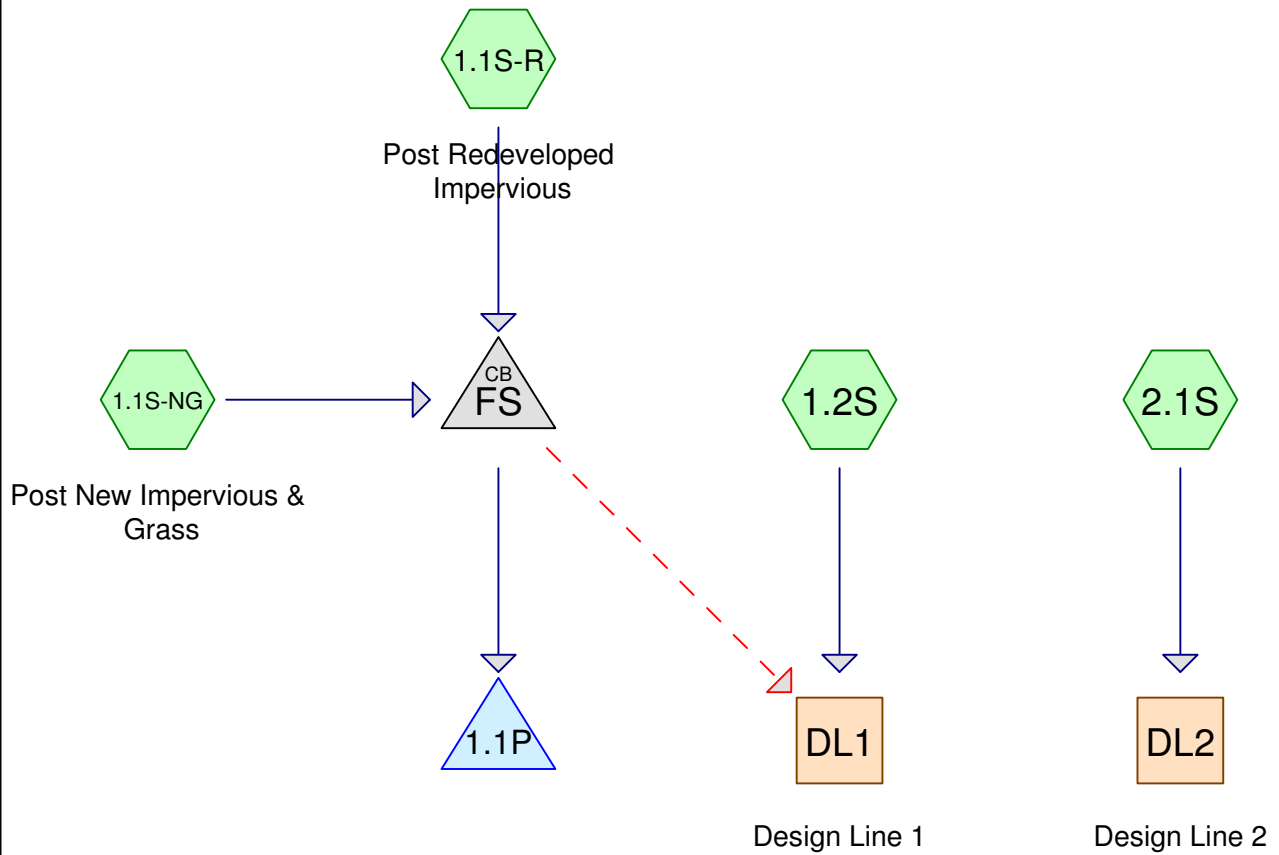 1.1S-R
Post Redeveloped
Impervious
1.1S-NG
Post New Impervious &
Grass
CB
FS
1.2S
2.1S
1.1P
DL1
Design Line 1
DL2
Design Line 2